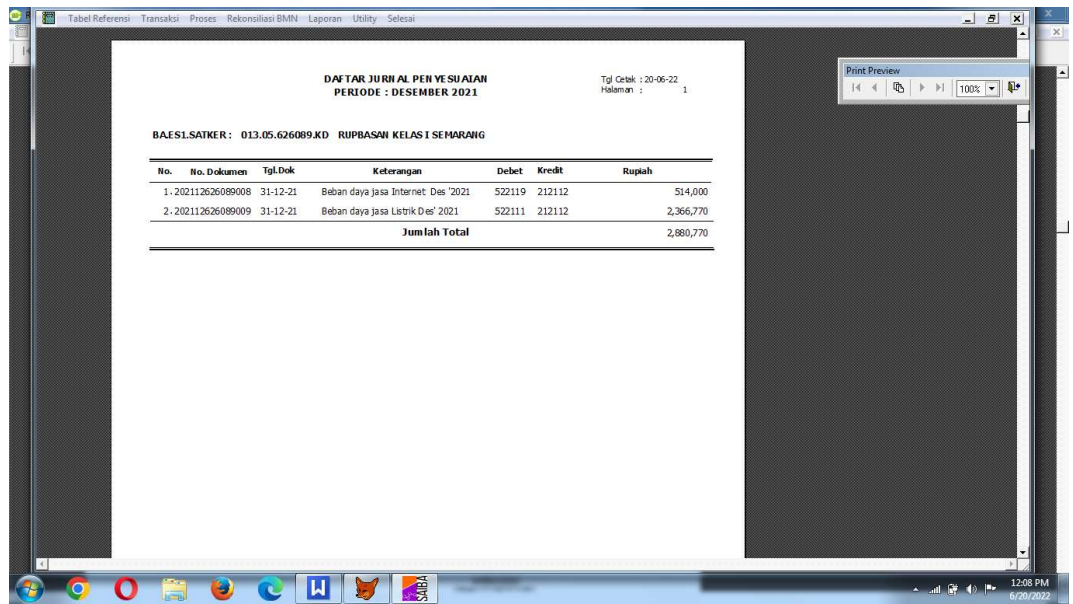 Tabel Referensi Transaksi Proses Rekonsiliasi BMN Laporan Utility Selesai
DAFTAR JURNAL PENYESUAIAN
PERIODE : DESEMBER 2021
Tgl Cetak : 20-06-22
Halaman : 1
Print Preview
100%
BA.ES1.SATKER : 013.05.626089.KD RUPBASAN KELAS I SEMARANG
No. No. Dokumen Tgl.Dok Keterangan Debet Kredit Rupiah
1. 202112626089008 31-12-21 Beban daya jasa Internet Des '2021 522119 212112 514,000
2. 202112626089009 31-12-21 Beban daya jasa Listrik Des' 2021 522111 212112 2,366,770
Jumlah Total 2,880,770
SAIBA
12:08 PM
6/20/2022